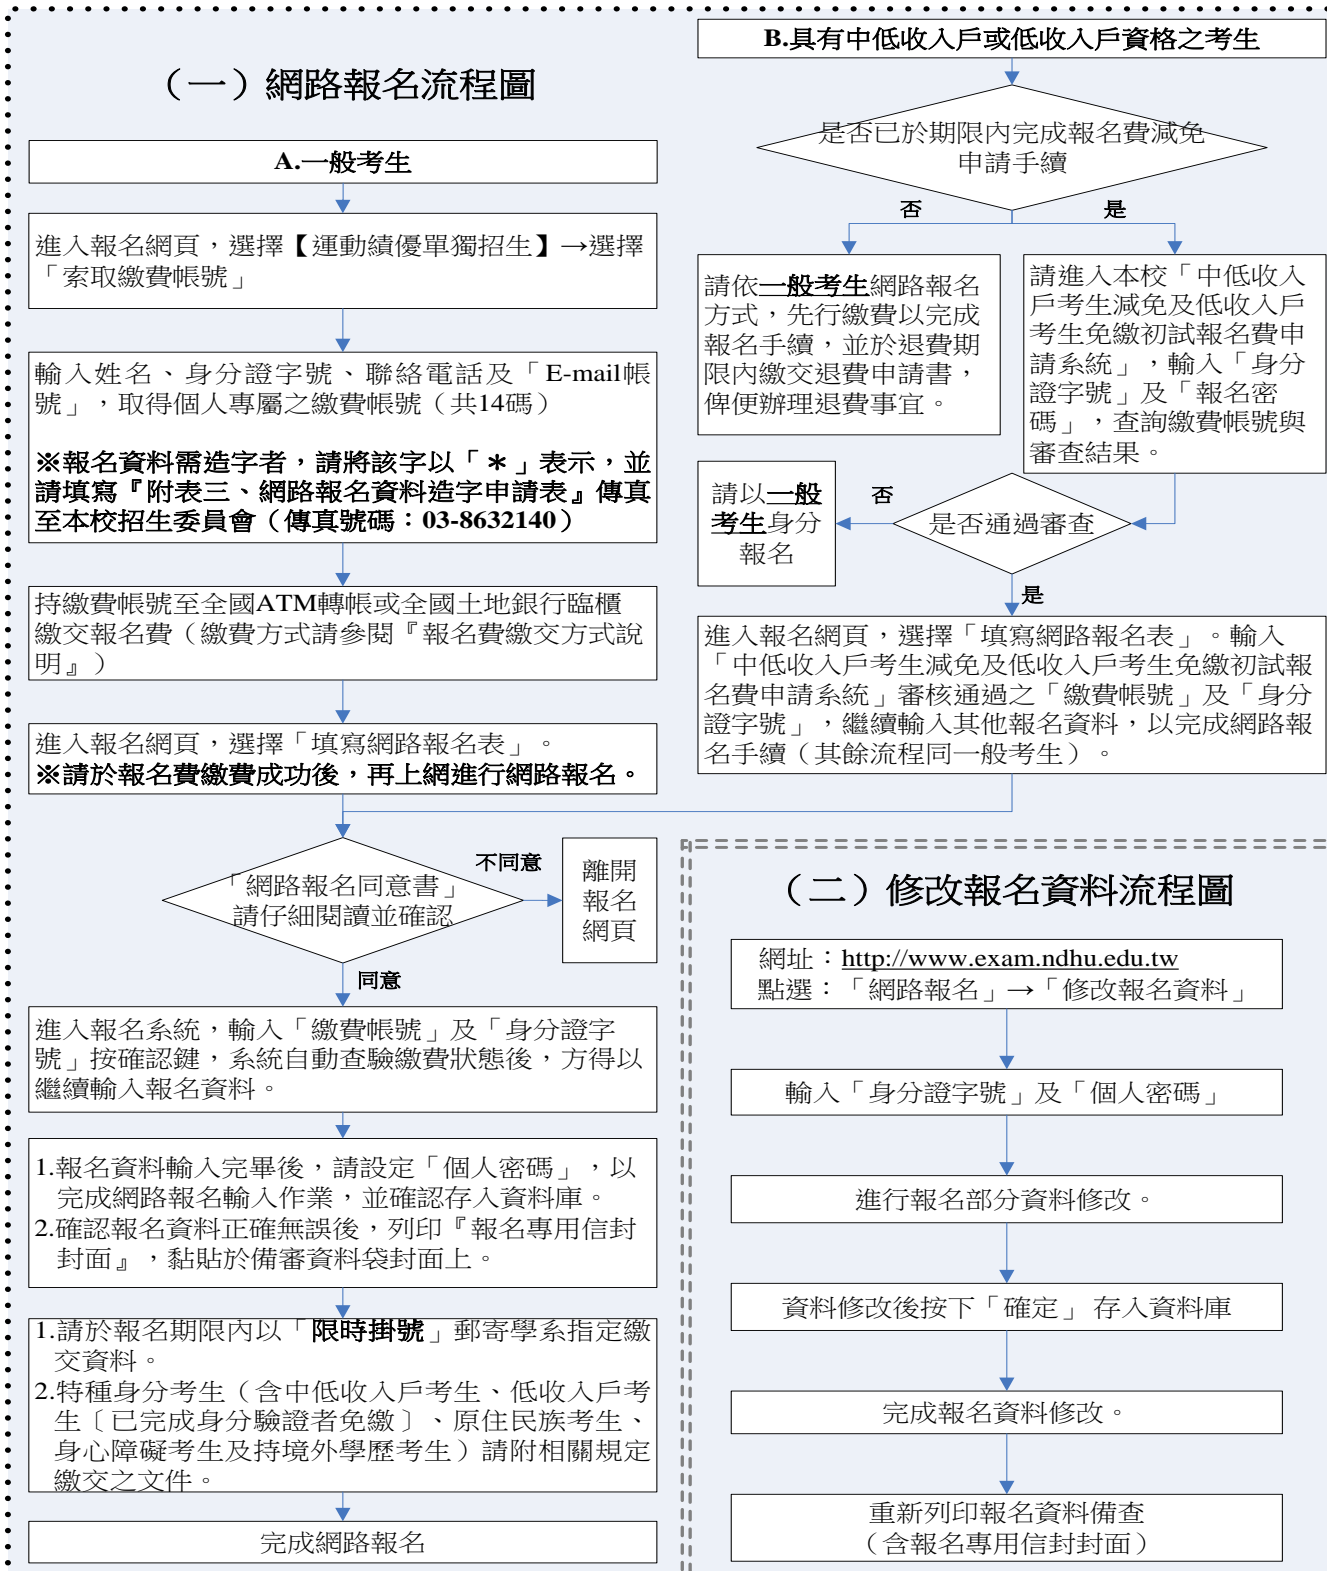 （一）網路報名流程圖
A.一般考生
進入報名網頁，選擇【運動績優單獨招生】→選擇
「索取繳費帳號」
輸入姓名、身分證字號、聯絡電話及「E-mail帳
號」，取得個人專屬之繳費帳號（共14碼）
※報名資料需造字者，請將該字以「＊」表示，並
請填寫『附表三、網路報名資料造字申請表』傳真
至本校招生委員會（傳真號碼：03-8632140）
持繳費帳號至全國ATM轉帳或全國土地銀行臨櫃
繳交報名費（繳費方式請參閱『報名費繳交方式說
明』）
進入報名網頁，選擇「填寫網路報名表」。
※請於報名費繳費成功後，再上網進行網路報名。
「網路報名同意書」
請仔細閱讀並確認
不同意
離開
報名
網頁
同意
進入報名系統，輸入「繳費帳號」及「身分證字
號」按確認鍵，系統自動查驗繳費狀態後，方得以
繼續輸入報名資料。
1.報名資料輸入完畢後，請設定「個人密碼」，以
完成網路報名輸入作業，並確認存入資料庫。
2.確認報名資料正確無誤後，列印『報名專用信封
封面』，黏貼於備審資料袋封面上。
1.請於報名期限內以「限時掛號」郵寄學系指定繳
交資料。
2.特種身分考生（含中低收入戶考生、低收入戶考
生〔已完成身分驗證者免繳〕、原住民族考生、
身心障礙考生及持境外學歷考生）請附相關規定
繳交之文件。
完成網路報名
B.具有中低收入戶或低收入戶資格之考生
是否已於期限內完成報名費減免
申請手續
否
是
請依一般考生網路報名
方式，先行繳費以完成
報名手續，並於退費期
限內繳交退費申請書，
俾便辦理退費事宜。
請進入本校「中低收入
戶考生減免及低收入戶
考生免繳初試報名費申
請系統」，輸入「身分
證字號」及「報名密
碼」，查詢繳費帳號與
審查結果。
是否通過審查
否
請以一般
考生身分
報名
是
進入報名網頁，選擇「填寫網路報名表」。輸入
「中低收入戶考生減免及低收入戶考生免繳初試報
名費申請系統」審核通過之「繳費帳號」及「身分
證字號」，繼續輸入其他報名資料，以完成網路報
名手續（其餘流程同一般考生）。
（二）修改報名資料流程圖
網址：http://www.exam.ndhu.edu.tw
點選：「網路報名」→「修改報名資料」
輸入「身分證字號」及「個人密碼」
進行報名部分資料修改。
資料修改後按下「確定」 存入資料庫
完成報名資料修改。
重新列印報名資料備查
（含報名專用信封封面）